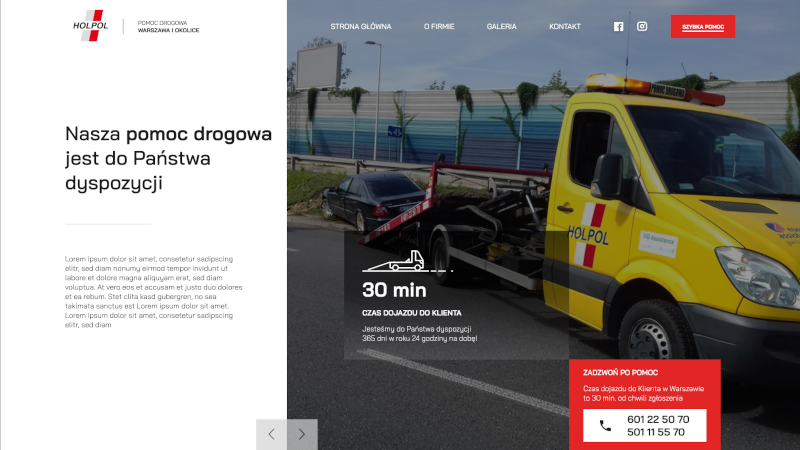 HOLPOL
POMOC DROGOWA
WARSZAWA I OKOLICE
STRONA GŁÓWNA
O FIRMIE
GALERIA
KONTAKT
SZYBKA POMOC
Nasza pomoc drogowa
jest do Państwa
dyspozycji
Lorem ipsum dolor sit amet, consetetur sadipscing
elitr, sed diam nonumy eirmod tempor invidunt ut
labore et dolore magna aliquyam erat, sed diam
voluptua. At vero eos et accusam et justo duo dolores
et ea rebum. Stet clita kasd gubergren, no sea
takimata sanctus est Lorem ipsum dolor sit amet.
Lorem ipsum dolor sit amet, consetetur sadipscing
elitr, sed diam
POMOC DROGOWA
HOLPOL
30 min
CZAS DOJAZDU DO KLIENTA
Jesteśmy do Państwa dyspozycji
365 dni w roku 24 godziny na dobę!
ZADZWOŃ PO POMOC
Czas dojazdu do Klienta w Warszawie
to 30 min. od chwili zgłoszenia
601 22 50 70
501 11 55 70